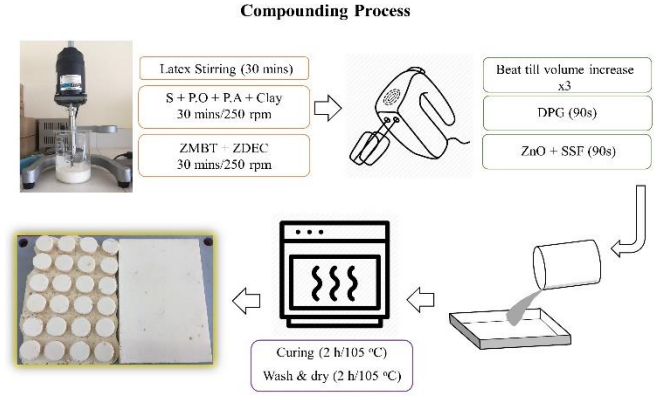 Compounding Process
Latex Stirring (30 mins)
S + P.O + P.A + Clay
30 mins/250 rpm
ZMBT + ZDEC
30 mins/250 rpm
Beat till volume increase
x3
DPG (90s)
ZnO + SSF (90s)
Curing (2 h/105 °C)
Wash & dry (2 h/105 °C)